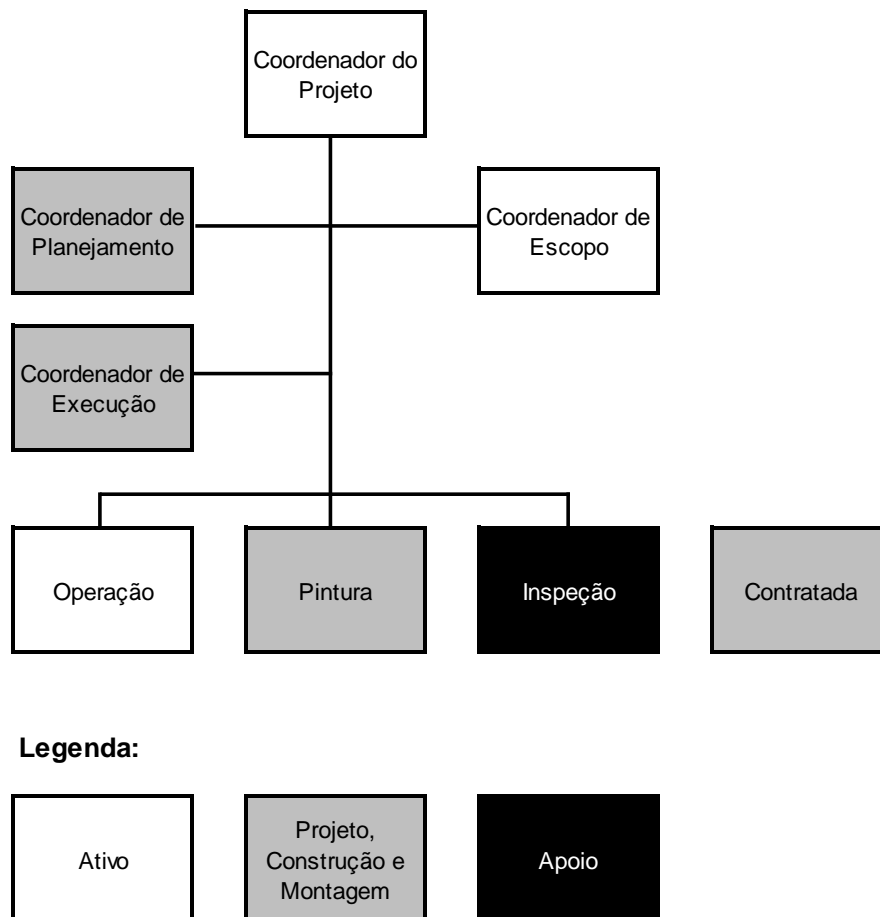 Coordenador do
Projeto
Coordenador de
Planejamento
Coordenador de
Escopo
Coordenador de
Execução
Operação
Pintura
Inspeção
Contratada
Legenda:
Ativo
Projeto,
Construção e
Montagem
Apoio